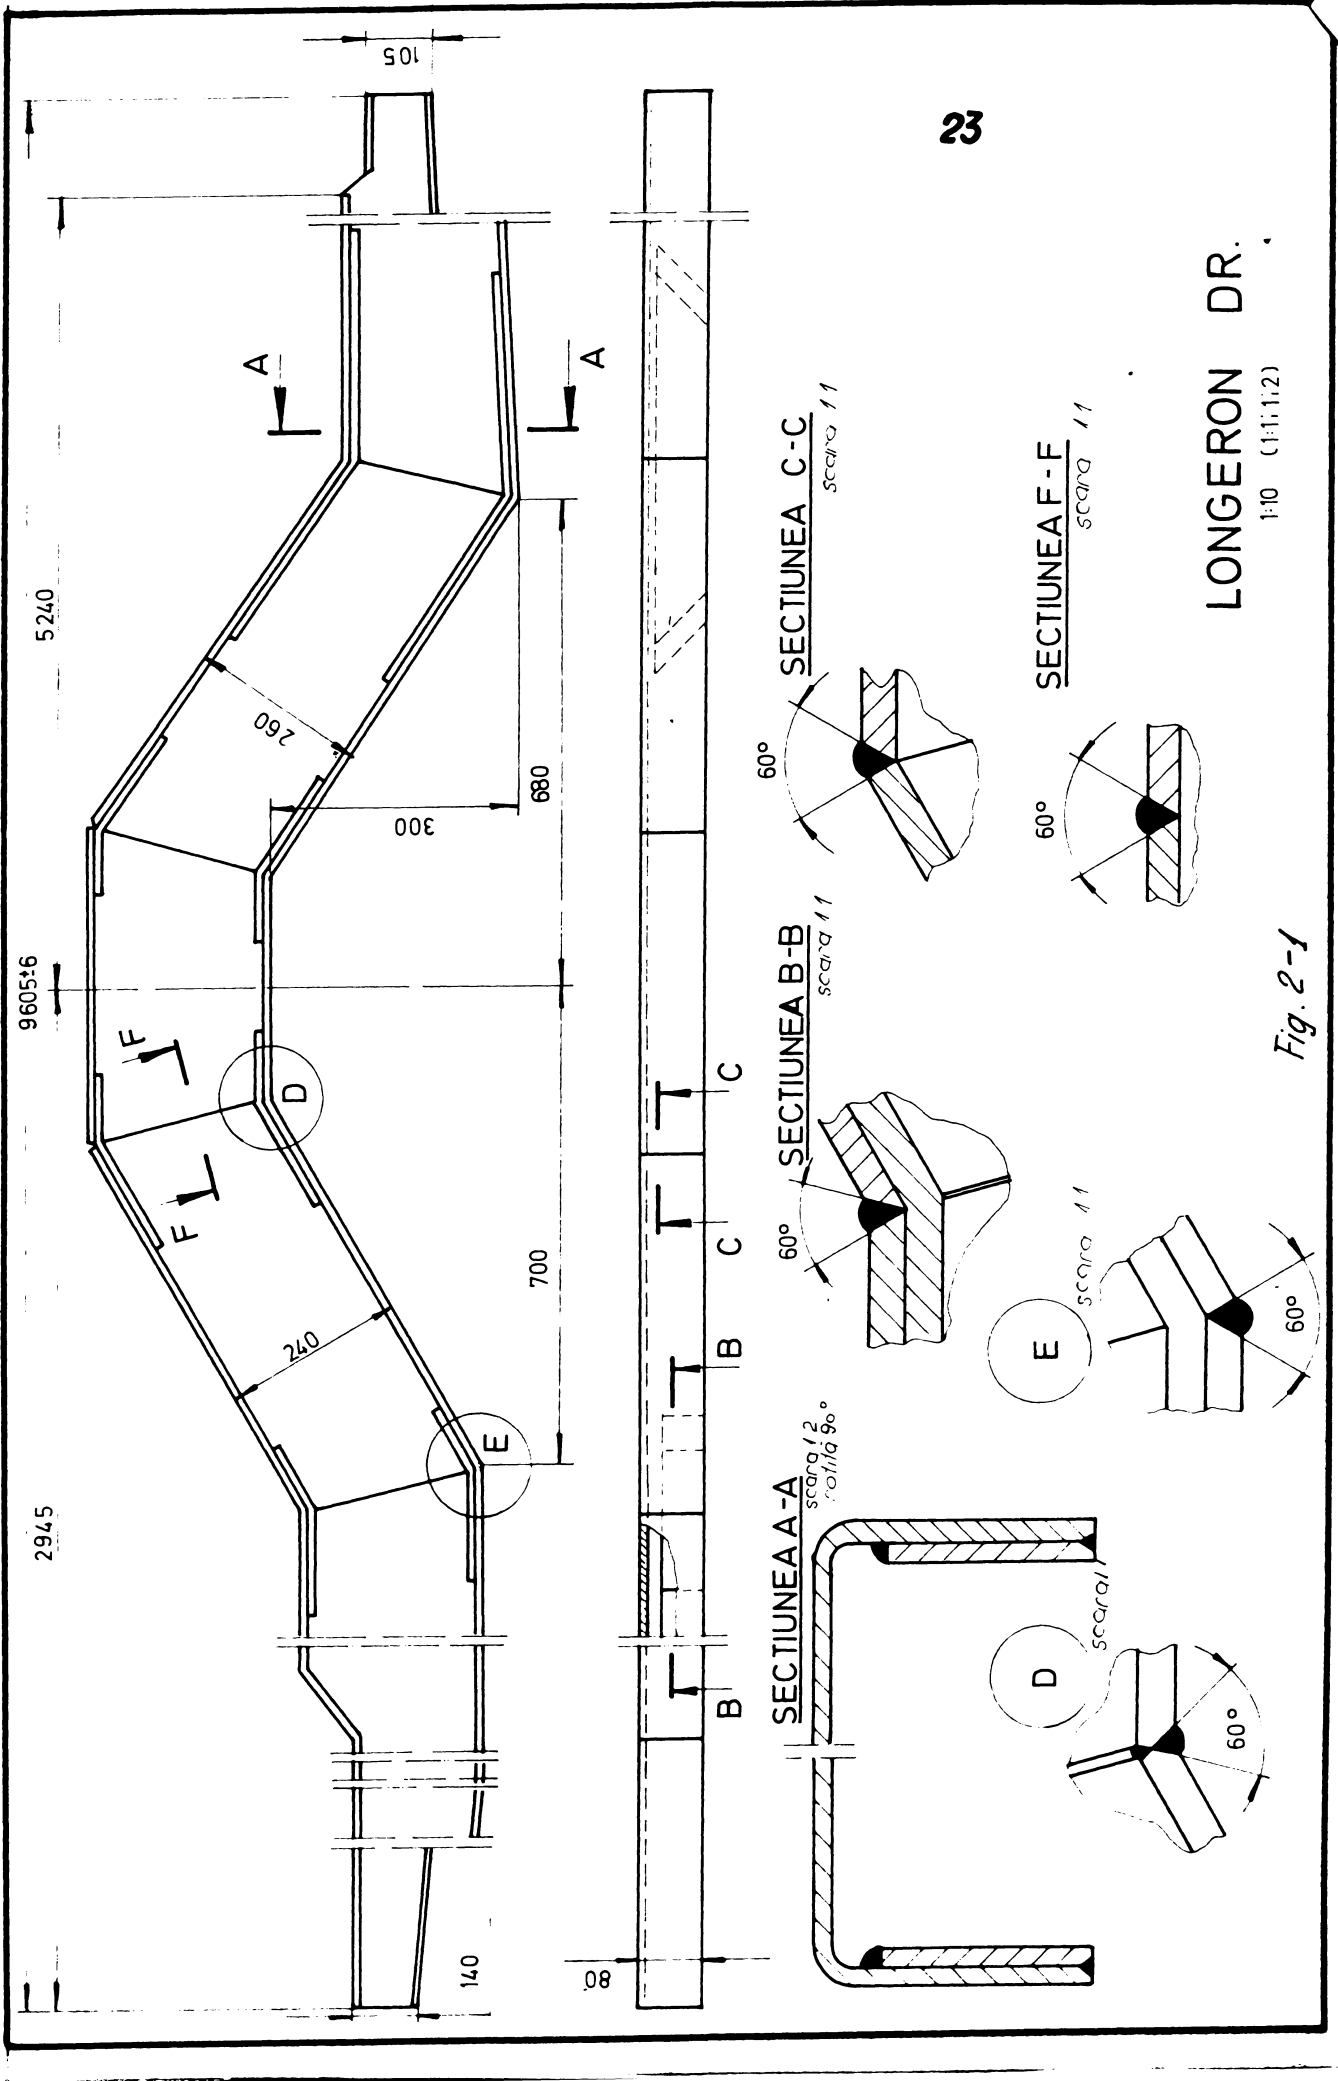 9605±6
2945
5240
140
240
260
105
F
F
D
E
A
A
300
700
680
80
B
B
C
C
23
SECTIUNEA A-A
scara 1 2
rotită 90°
SECTIUNEA B-B
scara 1 1
60°
SECTIUNEA C-C
scara 1 1
60°
D
scara 1
60°
E
scara 1 1
60°
SECTIUNEA F-F
scara 1 1
60°
LONGERON DR.
1:10 (1:1;1:2)
Fig. 2-1